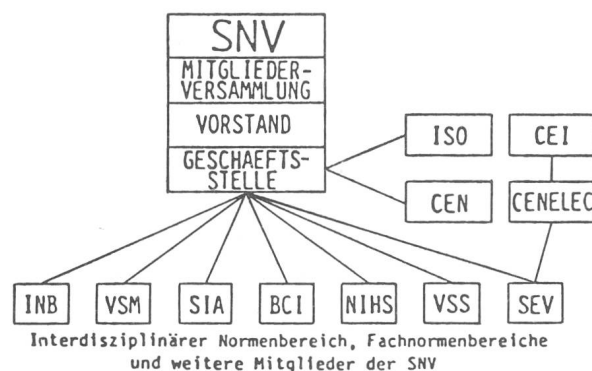 SNV
MITGLIEDER-
VERSAMMLUNG
VORSTAND
GESCHAEFTS-
STELLE
ISO
CEI
CEN
CENELEC
INB
VSM
SIA
BCI
NIHS
VSS
SEV
Interdisziplinärer Normenbereich, Fachnormenbereiche
und weitere Mitglieder der SNV